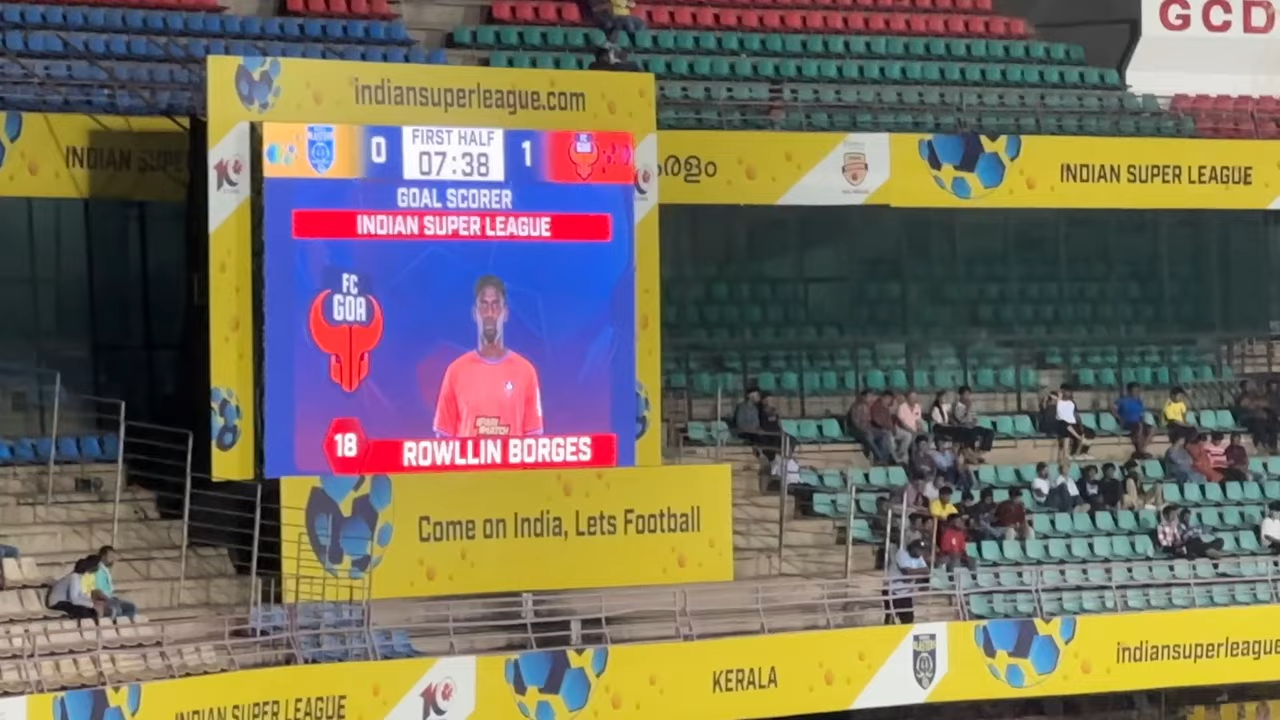 GCD
indiansuperleague.com
INDIAN SUPER
0
FIRST HALF
07:38
1
രളം
INDIAN SUPER LEAGUE
GOAL SCORER
INDIAN SUPER LEAGUE
FC
GOA
18
ROWLLIN BORGES
Come on India, Lets Football
INDIAN SUPER LEAGUE
KERALA
indiansuperleague